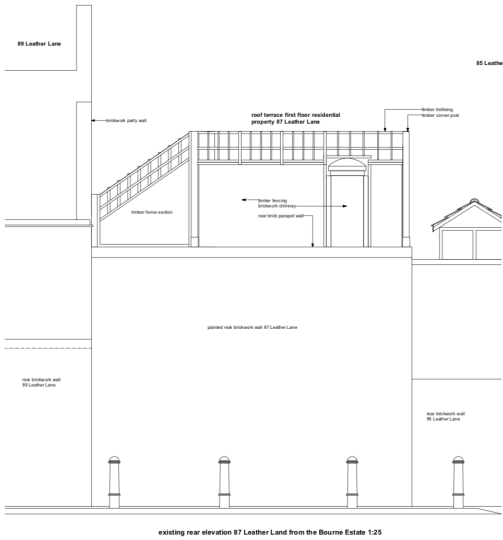 89 Leather Lane
85 Leathe
roof terrace first floor residential
property 87 Leather Lane
timber trellising
timber corner post
brickwork party wall
timber fencing
brickwork chimney
rear brick parapet wall
timber fence section
painted rear brickwork wall 87 Leather Lane
rear brickwork wall
89 Leather Lane
rear brickwork wall
85 Leather Lane
existing rear elevation 87 Leather Land from the Bourne Estate 1:25